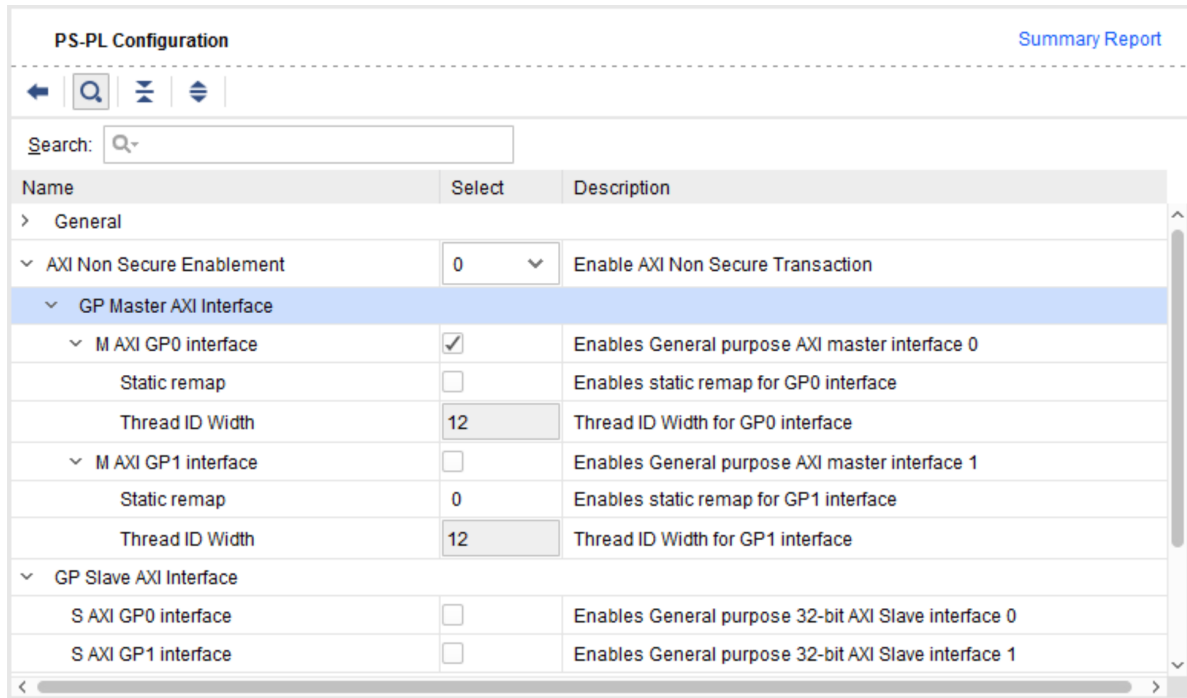 PS-PL Configuration Summary Report
Search:
Name Select Description
General
AXI Non Secure Enablement 0 Enable AXI Non Secure Transaction
GP Master AXI Interface
M AXI GP0 interface Enables General purpose AXI master interface 0
Static remap Enables static remap for GP0 interface
Thread ID Width 12 Thread ID Width for GP0 interface
M AXI GP1 interface Enables General purpose AXI master interface 1
Static remap 0 Enables static remap for GP1 interface
Thread ID Width 12 Thread ID Width for GP1 interface
GP Slave AXI Interface
S AXI GP0 interface Enables General purpose 32-bit AXI Slave interface 0
S AXI GP1 interface Enables General purpose 32-bit AXI Slave interface 1